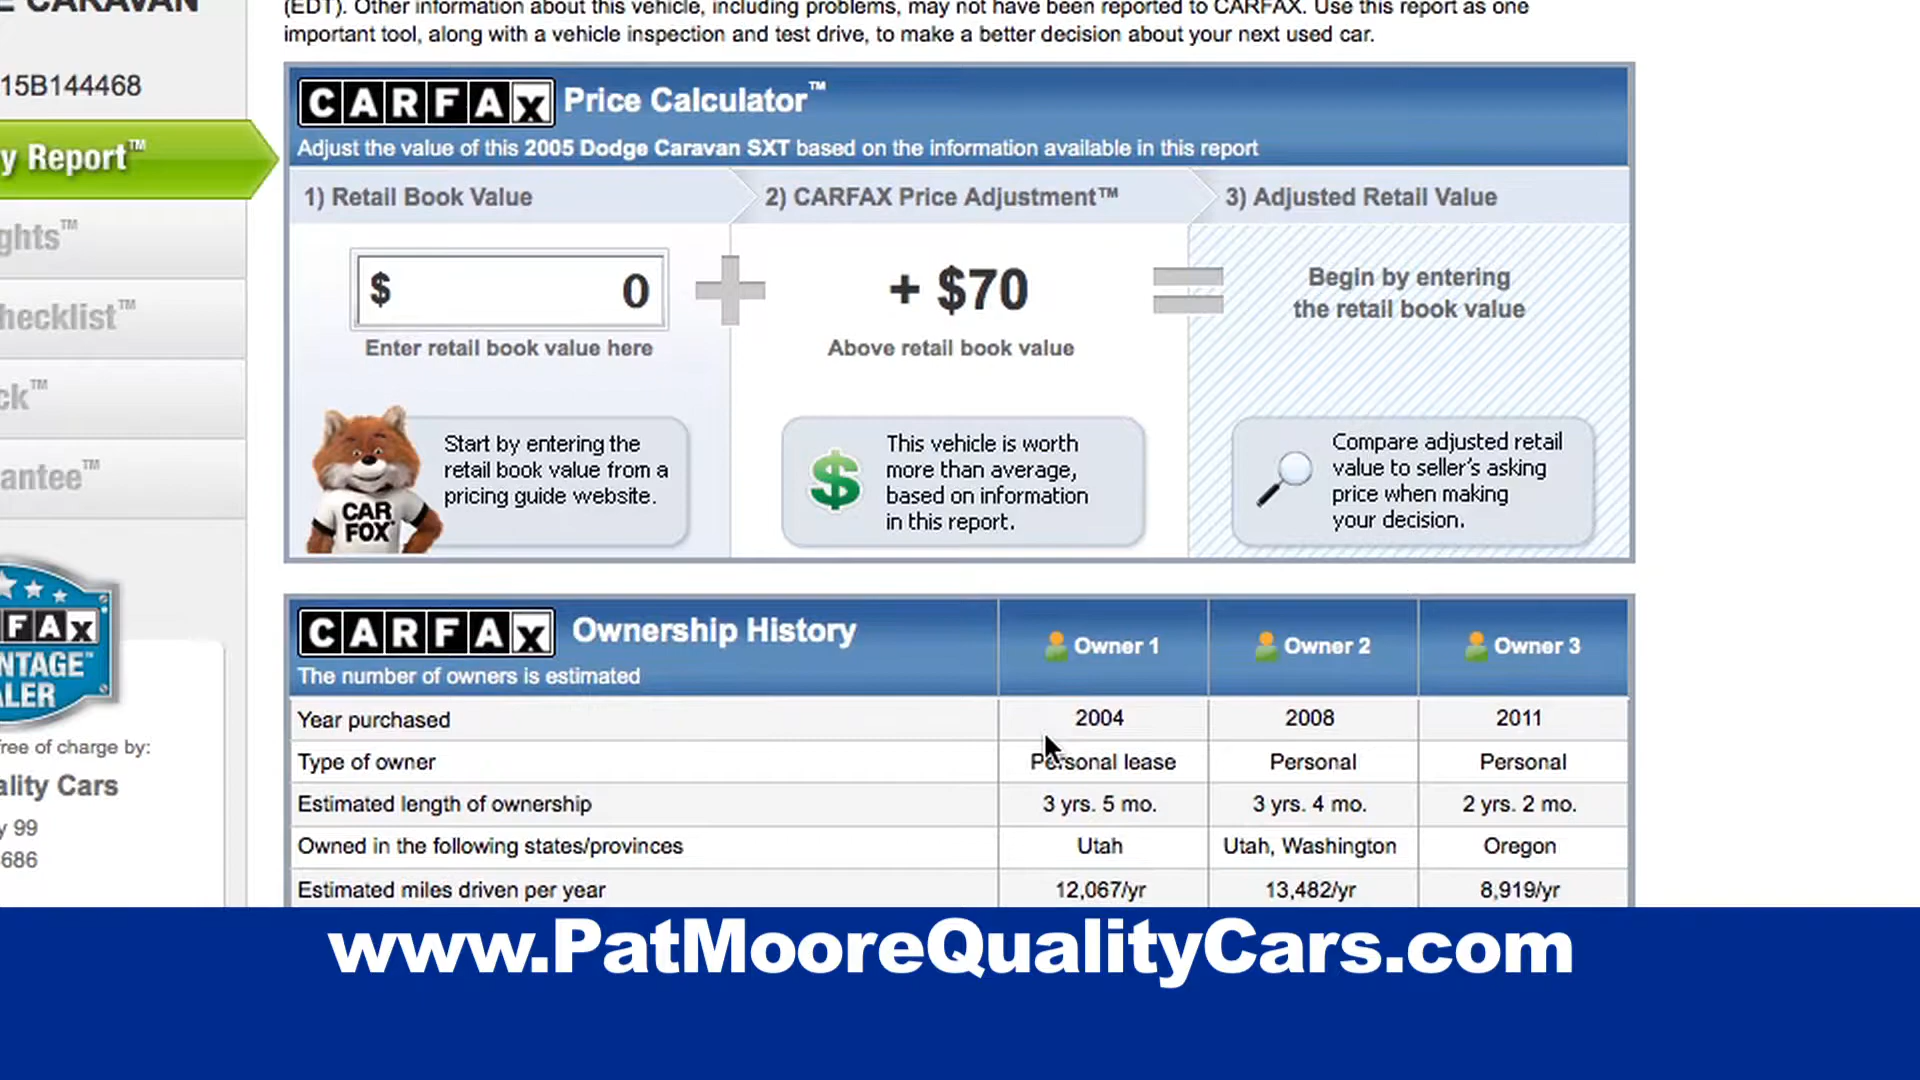 CARAVAN
(EDT). Other information about this vehicle, including problems, may not have been reported to CARFAX. Use this report as one
important tool, along with a vehicle inspection and test drive, to make a better decision about your next used car.
15B144468
y Report™
ghts™
hecklist™
ck™
antee™
FAX
NTAGE™
ALER
ree of charge by:
ality Cars
y 99
686
CARFAX Price Calculator™
Adjust the value of this 2005 Dodge Caravan SXT based on the information available in this report
1) Retail Book Value
2) CARFAX Price Adjustment™
3) Adjusted Retail Value
$ 0
+ $70
Begin by entering
the retail book value
Enter retail book value here
Above retail book value
CAR
FOX
Start by entering the
retail book value from a
pricing guide website.
$
This vehicle is worth
more than average,
based on information
in this report.
Compare adjusted retail
value to seller's asking
price when making
your decision.
CARFAX Ownership History
The number of owners is estimated
Owner 1 Owner 2 Owner 3
Year purchased 2004 2008 2011
Type of owner Personal lease Personal Personal
Estimated length of ownership 3 yrs. 5 mo. 3 yrs. 4 mo. 2 yrs. 2 mo.
Owned in the following states/provinces Utah Utah, Washington Oregon
Estimated miles driven per year 12,067/yr 13,482/yr 8,919/yr
www.PatMooreQualityCars.com